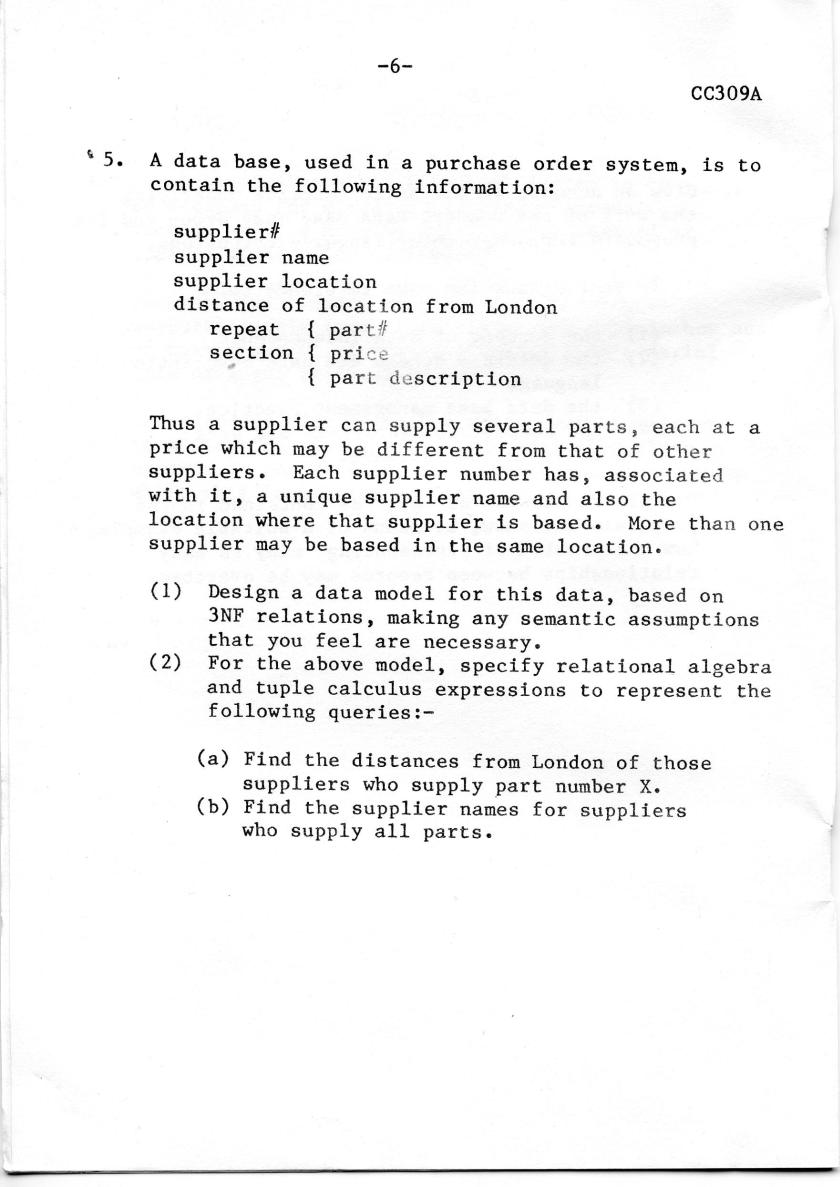 -6-
CC309A
5. A data base, used in a purchase order system, is to
contain the following information:
supplier#
supplier name
supplier location
distance of location from London
repeat { part#
section { price
{ part description
Thus a supplier can supply several parts, each at a
price which may be different from that of other
suppliers. Each supplier number has, associated
with it, a unique supplier name and also the
location where that supplier is based. More than one
supplier may be based in the same location.
(1) Design a data model for this data, based on
3NF relations, making any semantic assumptions
that you feel are necessary.
(2) For the above model, specify relational algebra
and tuple calculus expressions to represent the
following queries:-
(a) Find the distances from London of those
suppliers who supply part number X.
(b) Find the supplier names for suppliers
who supply all parts.